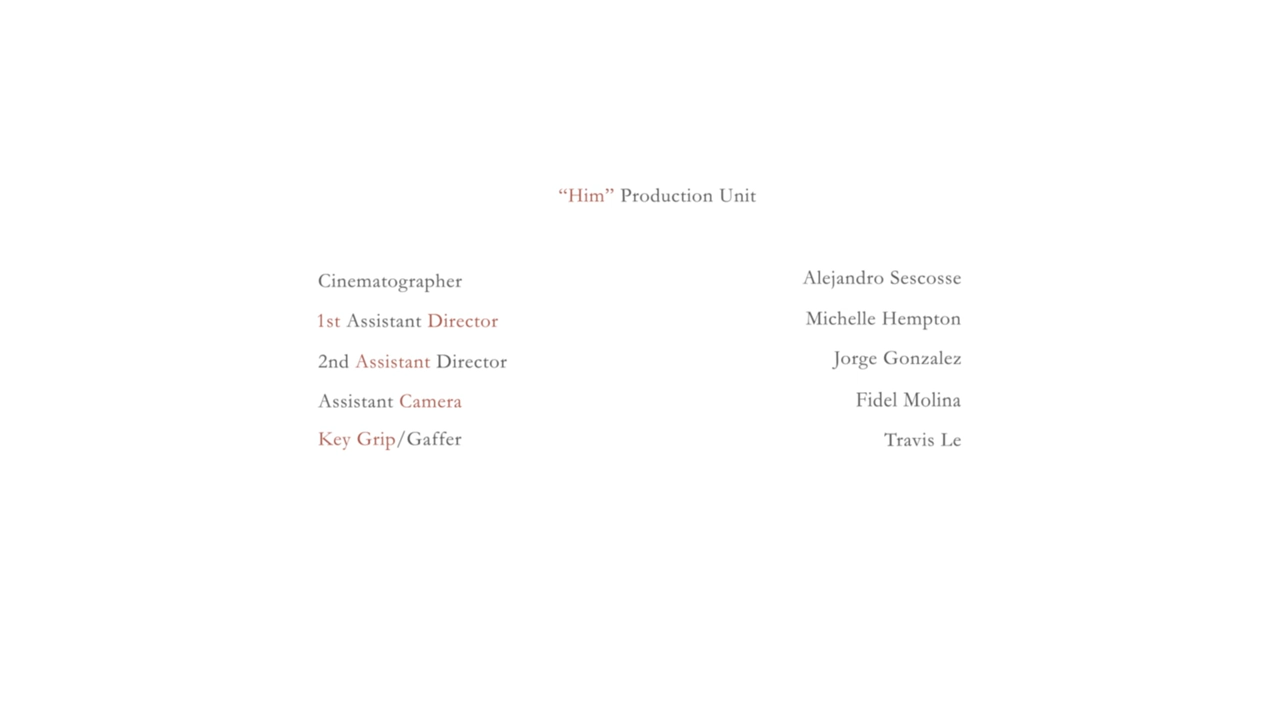 “Him” Production Unit
Cinematographer Alejandro Sescosse
1st Assistant Director Michelle Hempton
2nd Assistant Director Jorge Gonzalez
Assistant Camera Fidel Molina
Key Grip/Gaffer Travis Le